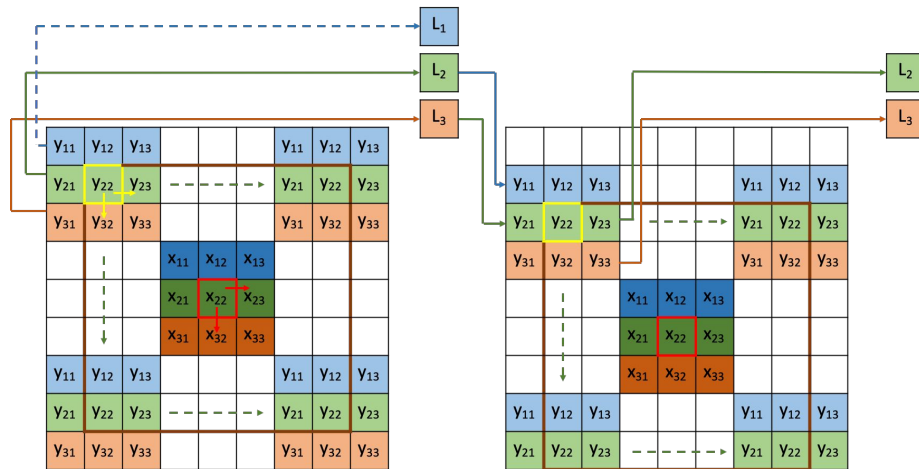 L1
L2 L2
L3 L3
y11 y12 y13 y11 y12 y13
y21 y22 y23 y21 y22 y23
y31 y32 y33 y31 y32 y33
x11 x12 x13
x21 x22 x23
x31 x32 x33
y11 y12 y13 y11 y12 y13
y21 y22 y23 y21 y22 y23
y31 y32 y33 y31 y32 y33
y11 y12 y13 y11 y12 y13
y21 y22 y23 y21 y22 y23
y31 y32 y33 y31 y32 y33
x11 x12 x13
x21 x22 x23
x31 x32 x33
y11 y12 y13 y11 y12 y13
y21 y22 y23 y21 y22 y23